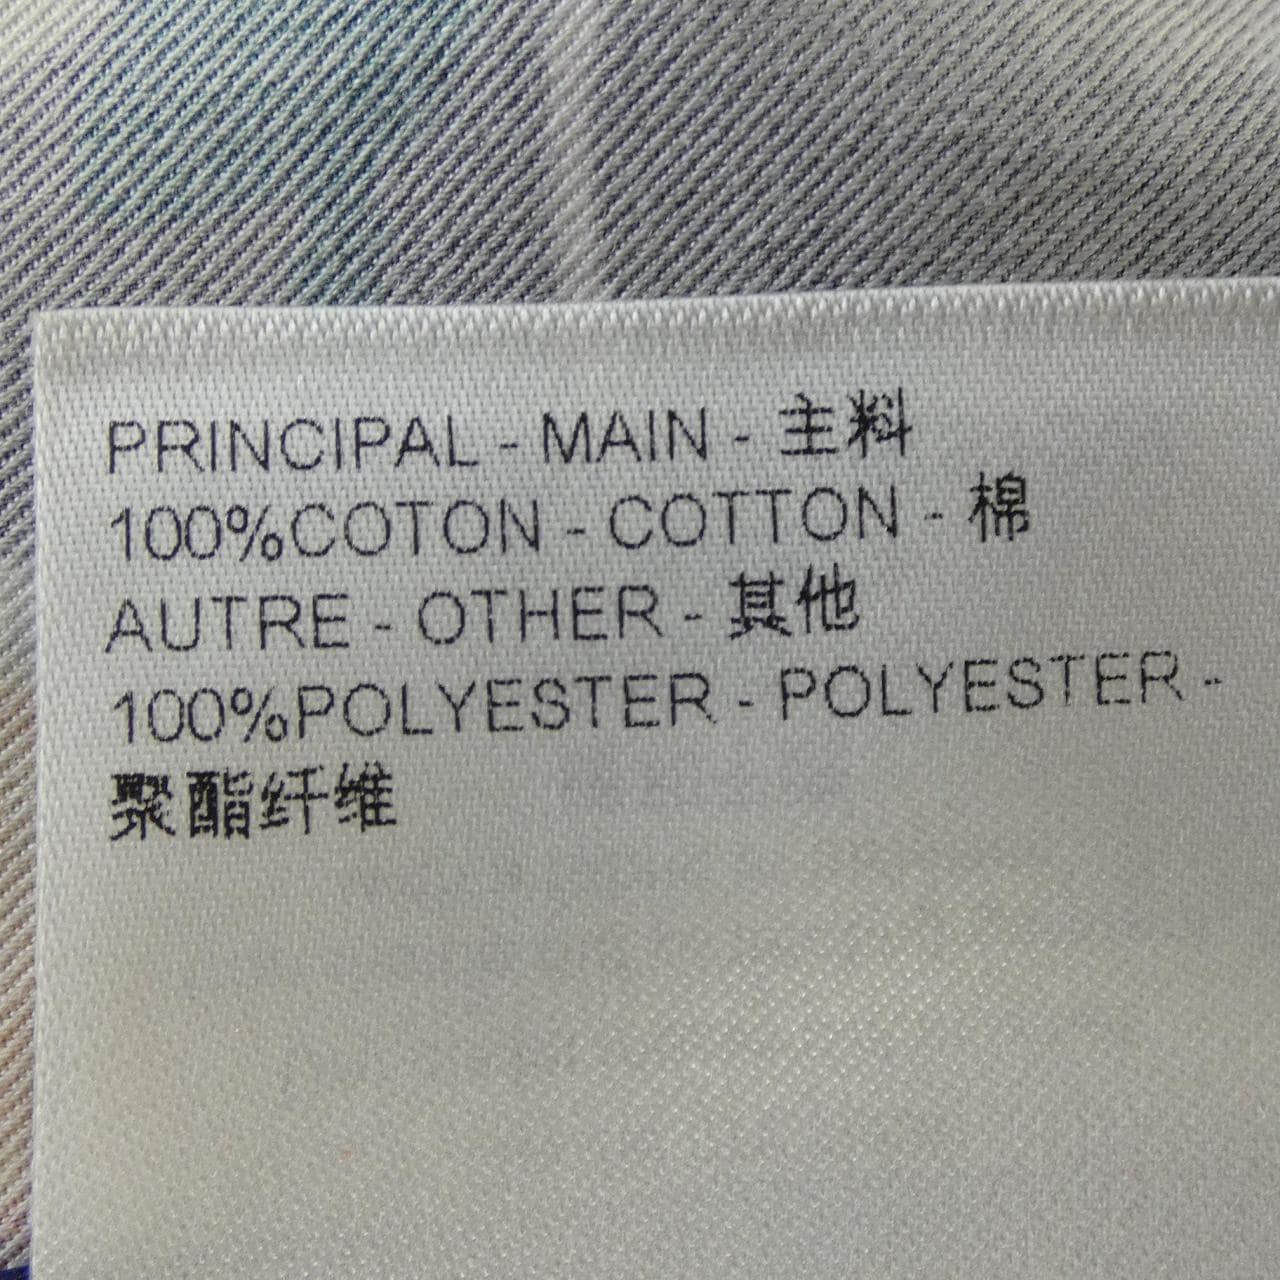 PRINCIPAL - MAIN - 主料
100%COTON - COTTON - 棉
AUTRE - OTHER - 其他
100%POLYESTER - POLYESTER -
聚酯纤维